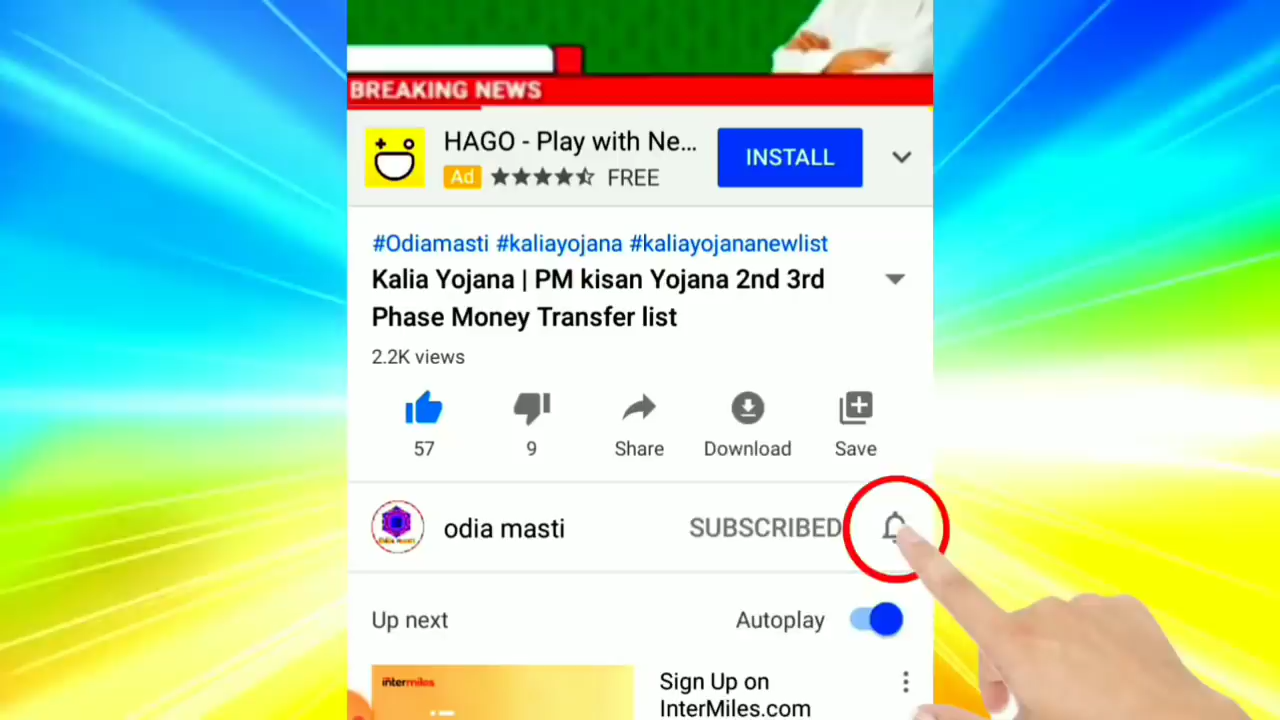 BREAKING NEWS
HAGO - Play with Ne...
INSTALL
Ad
FREE
#Odiamasti #kaliayojana #kaliayojananewlist
Kalia Yojana | PM kisan Yojana 2nd 3rd
Phase Money Transfer list
2.2K views
57
9
Share
Download
Save
odia masti
SUBSCRIBED
Up next
Autoplay
intermiles
Sign Up on
InterMiles.com